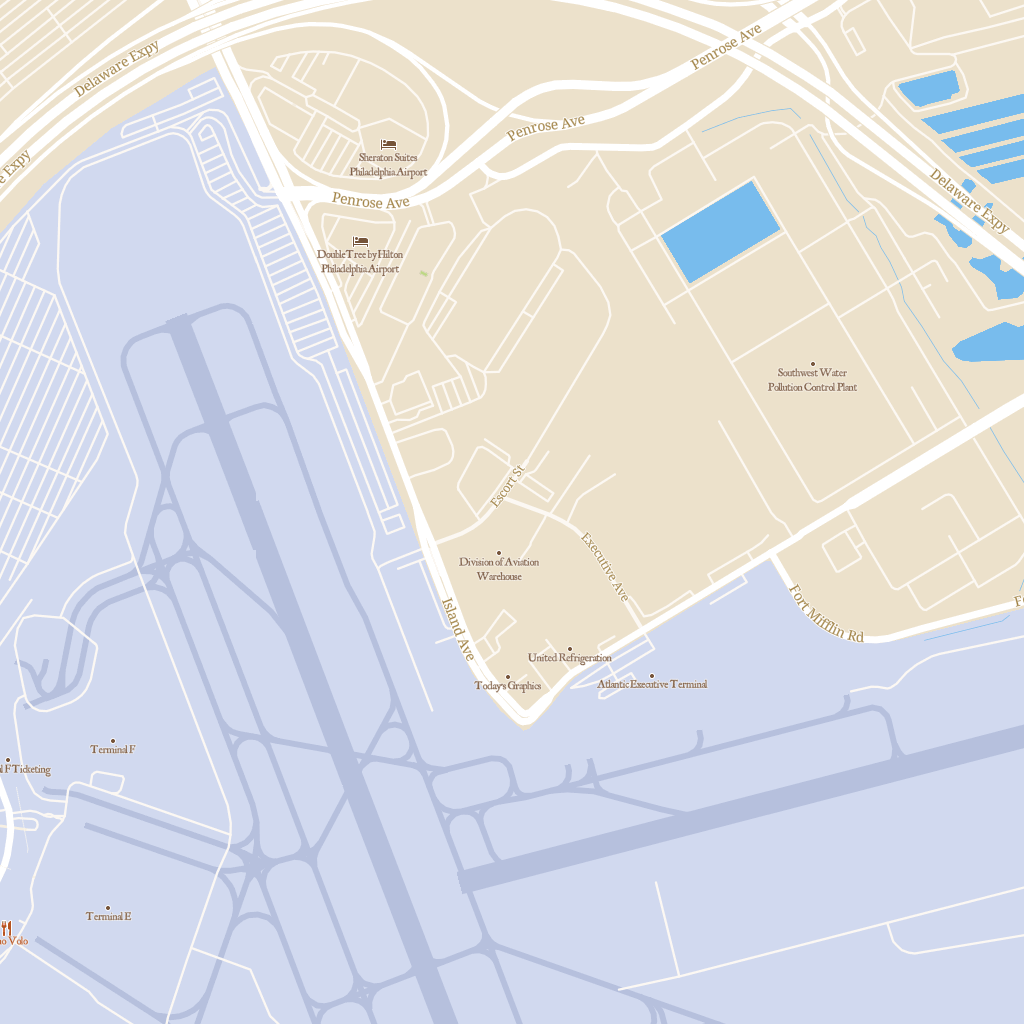 Delaware Expy
Penrose Ave
Penrose Ave
Expy
Sheraton Suites
Philadelphia Airport
Penrose Ave
Delaware Expy
DoubleTree by Hilton
Philadelphia Airport
Southwest Water
Pollution Control Plant
Escort St
Division of Aviation
Warehouse
Executive Ave
Fort Mifflin Rd
Island Ave
United Refrigeration
Today's Graphics
Atlantic Executive Terminal
Terminal F
F Ticketing
Terminal E
Volo